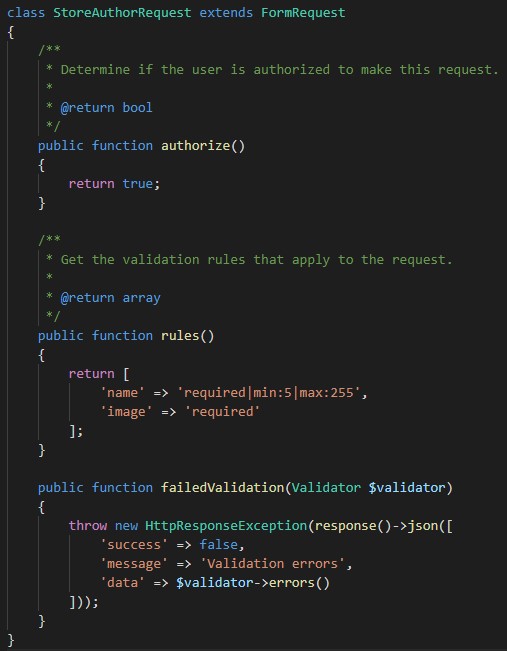 class StoreAuthorRequest extends FormRequest
{
    /**
     * Determine if the user is authorized to make this request.
     *
     * @return bool
     */
    public function authorize()
    {
        return true;
    }

    /**
     * Get the validation rules that apply to the request.
     *
     * @return array
     */
    public function rules()
    {
        return [
            'name' => 'required|min:5|max:255',
            'image' => 'required'
        ];
    }

    public function failedValidation(Validator $validator)
    {
        throw new HttpResponseException(response()->json([
            'success' => false,
            'message' => 'Validation errors',
            'data' => $validator->errors()
        ]));
    }
}